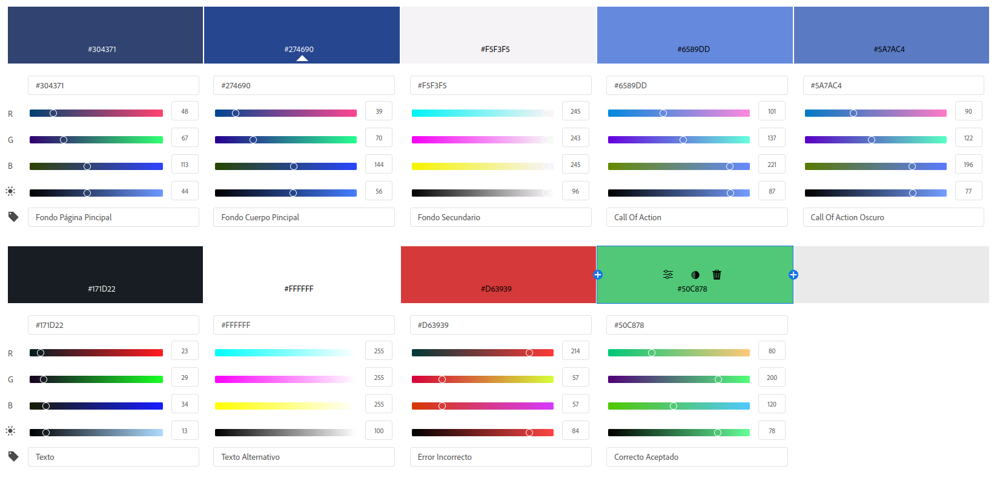 #304371 #274690 #F5F3F5 #6589DD #5A7AC4
#304371 #274690 #F5F3F5 #6589DD #5A7AC4
R 48 39 245 101 90
G 67 70 243 137 122
B 113 144 245 221 196
44 56 96 87 77
Fondo Página Pincipal Fondo Cuerpo Pincipal Fondo Secundario Call Of Action Call Of Action Oscuro
#171D22 #FFFFFF #D63939 #50C878
#171D22 #FFFFFF #D63939 #50C878
R 23 255 214 80
G 29 255 57 200
B 34 255 57 120
13 100 84 78
Texto Texto Alternativo Error Incorrecto Correcto Aceptado